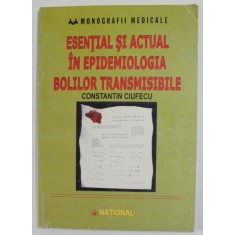 MONOGRAFII MEDICALE
ESENȚIAL ȘI ACTUAL
ÎN EPIDEMIOLOGIA
BOLILOR TRANSMISIBILE
CONSTANTIN CIUFECU
NAȚIONAL